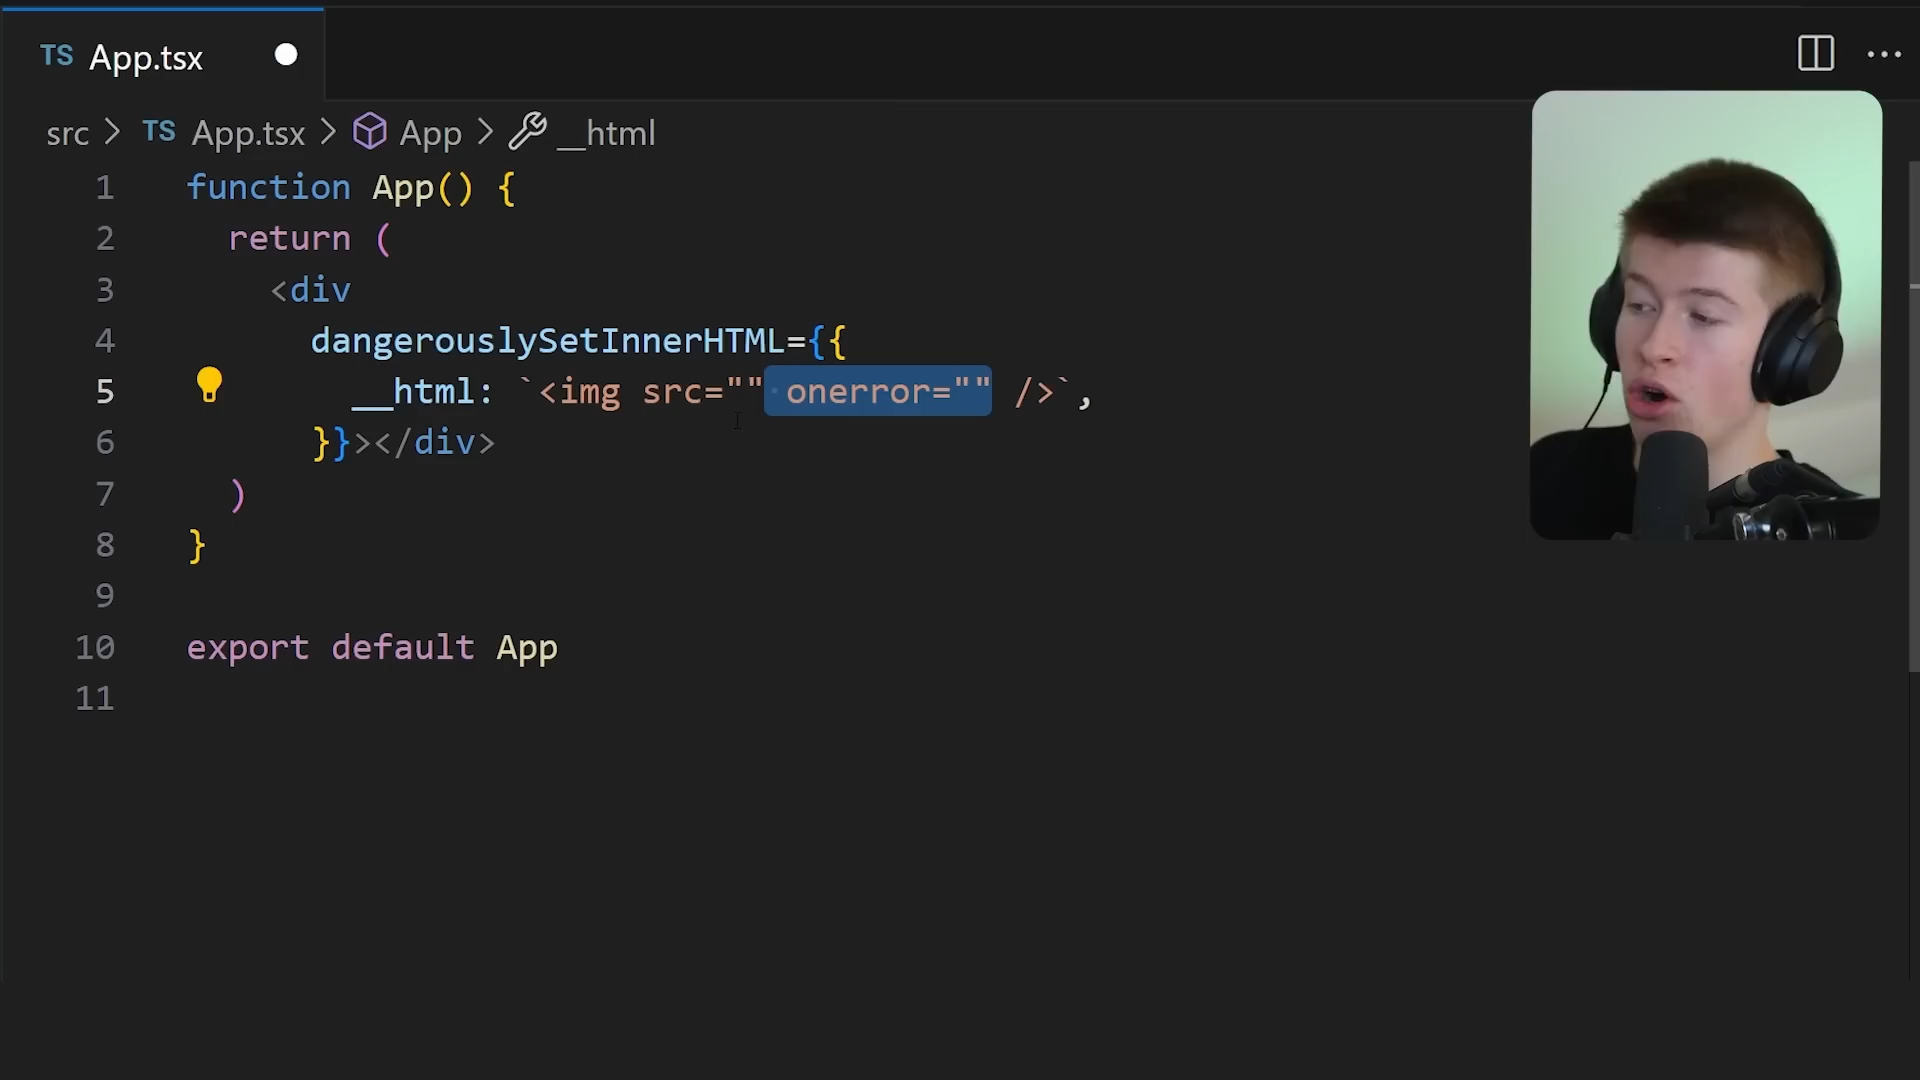 TS App.tsx
src > TS App.tsx > App > __html
1 function App() {
2 return (
3 <div
4 dangerouslySetInnerHTML={{
5 __html: `<img src="" onerror="" />`,
6 }}></div>
7 )
8 }
9
10 export default App
11